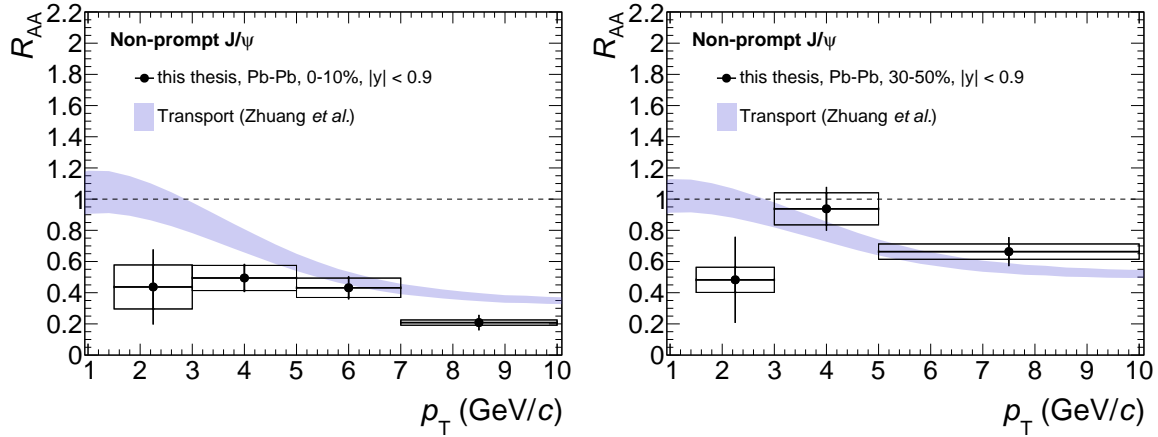 R_AA
2.2
2
1.8
1.6
1.4
1.2
1
0.8
0.6
0.4
0.2
0
Non-prompt J/ψ
this thesis, Pb-Pb, 0-10%, |y| < 0.9
Transport (Zhuang et al.)
1 2 3 4 5 6 7 8 9 10
p_T (GeV/c)
R_AA
2.2
2
1.8
1.6
1.4
1.2
1
0.8
0.6
0.4
0.2
0
Non-prompt J/ψ
this thesis, Pb-Pb, 30-50%, |y| < 0.9
Transport (Zhuang et al.)
1 2 3 4 5 6 7 8 9 10
p_T (GeV/c)